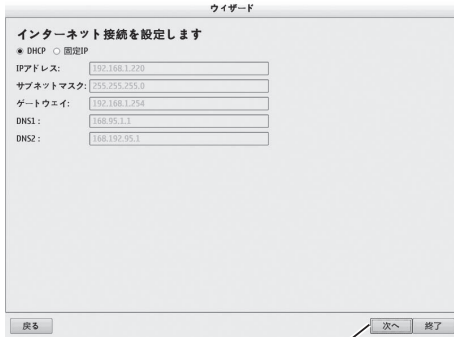 ウィザード
インターネット接続を設定します
DHCP 固定IP
IPアドレス: 192.168.1.220
サブネットマスク: 255.255.255.0
ゲートウェイ: 192.168.1.254
DNS1 : 168.95.1.1
DNS2 : 168.192.95.1
戻る 次へ 終了